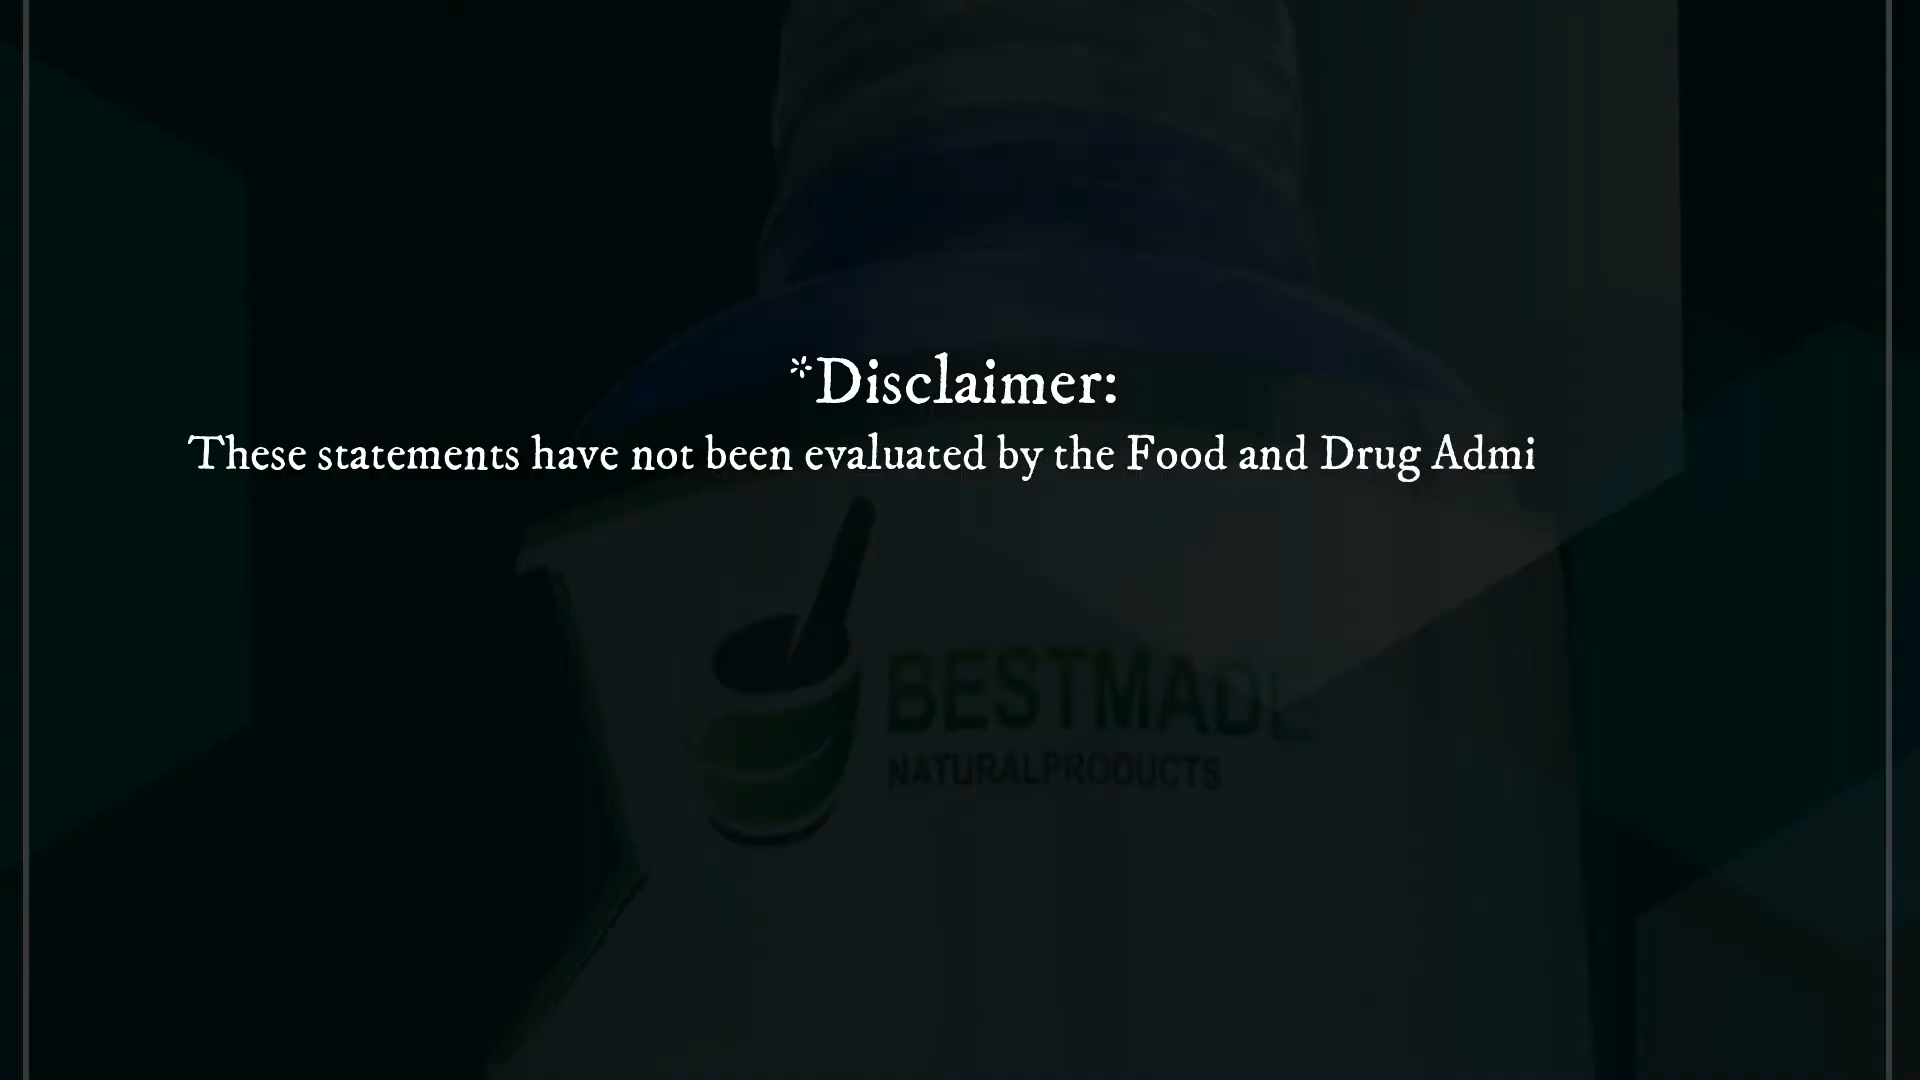 *Disclaimer:
These statements have not been evaluated by the Food and Drug Admi
BESTMADE
NATURALPRODUCTS